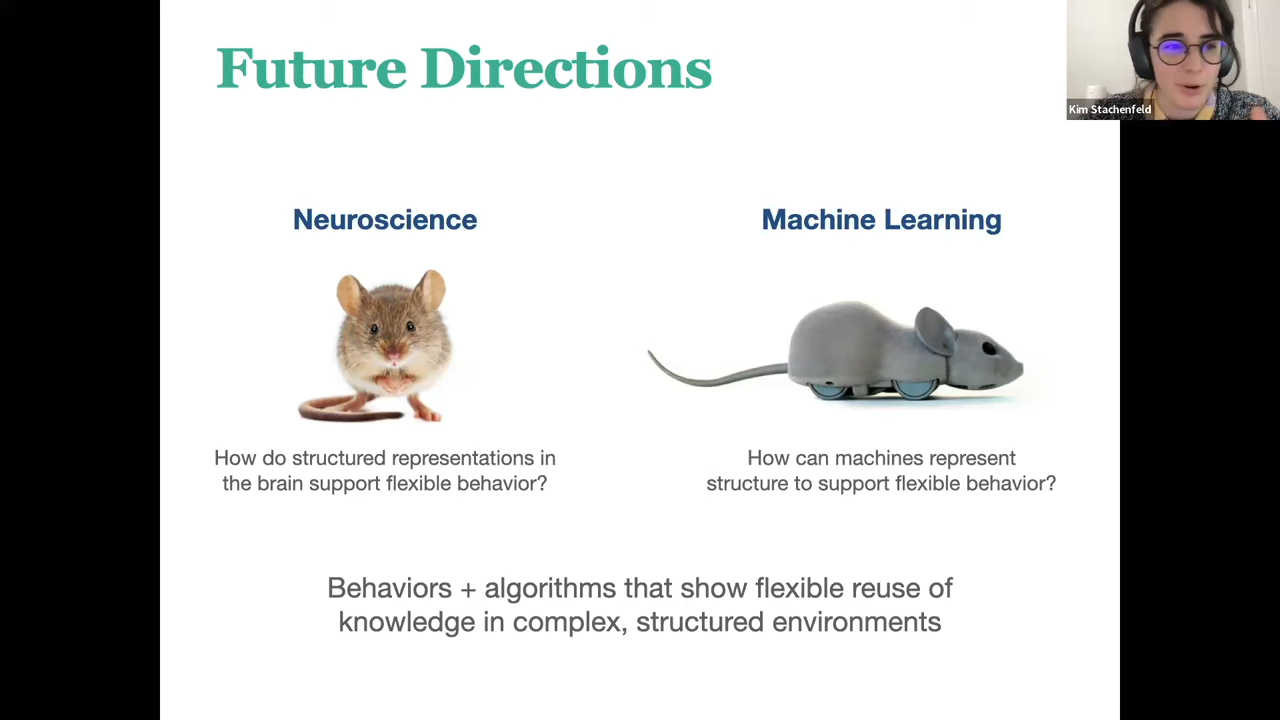 Future Directions
Kim Stachenfeld
Neuroscience
Machine Learning
How do structured representations in
the brain support flexible behavior?
How can machines represent
structure to support flexible behavior?
Behaviors + algorithms that show flexible reuse of
knowledge in complex, structured environments